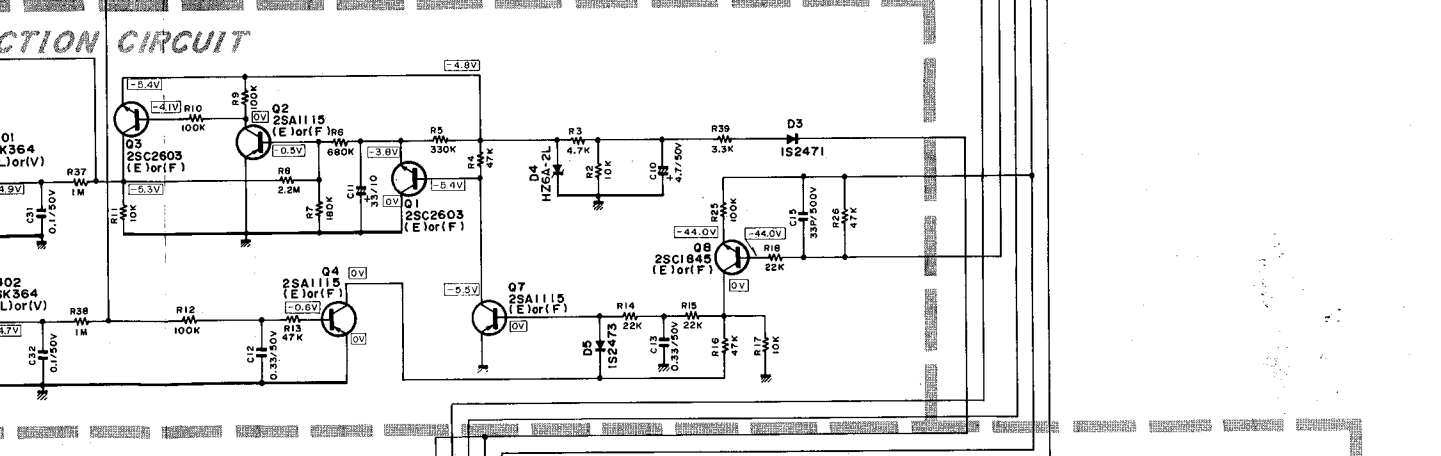 CTION CIRCUIT
-4.8V
-5.4V
-4.1V
R10
100K
R9
100K
0V
Q2
2SA1115
(E)or(F)
-0.5V
R6
680K
Q3
2SC2603
(E)or(F)
01
K364
L)or(V)
R37
1M
4.9V
C31
0.1/50V
-5.3V
R11
10K
R8
2.2M
R7
180K
C11
33/10
+
-3.8V
R5
330K
R4
47K
-5.4V
0V
Q1
2SC2603
(E)or(F)
D4
HZ6A-2L
R3
4.7K
R2
10K
C10
4.7/50V
+
R39
3.3K
D3
1S2471
R25
100K
C15
33P/500V
R26
47K
-44.0V
-44.0V
Q8
2SC1845
(E)or(F)
R18
22K
0V
402
SK364
L)or(V)
4.7V
R38
1M
C32
0.1/50V
R12
100K
C12
0.33/50V
Q4
2SA1115
(E)or(F)
0V
-0.6V
R13
47K
0V
-5.5V
Q7
2SA1115
(E)or(F)
0V
D5
1S2473
R14
22K
C13
0.33/50V
R15
22K
R16
47K
R17
10K